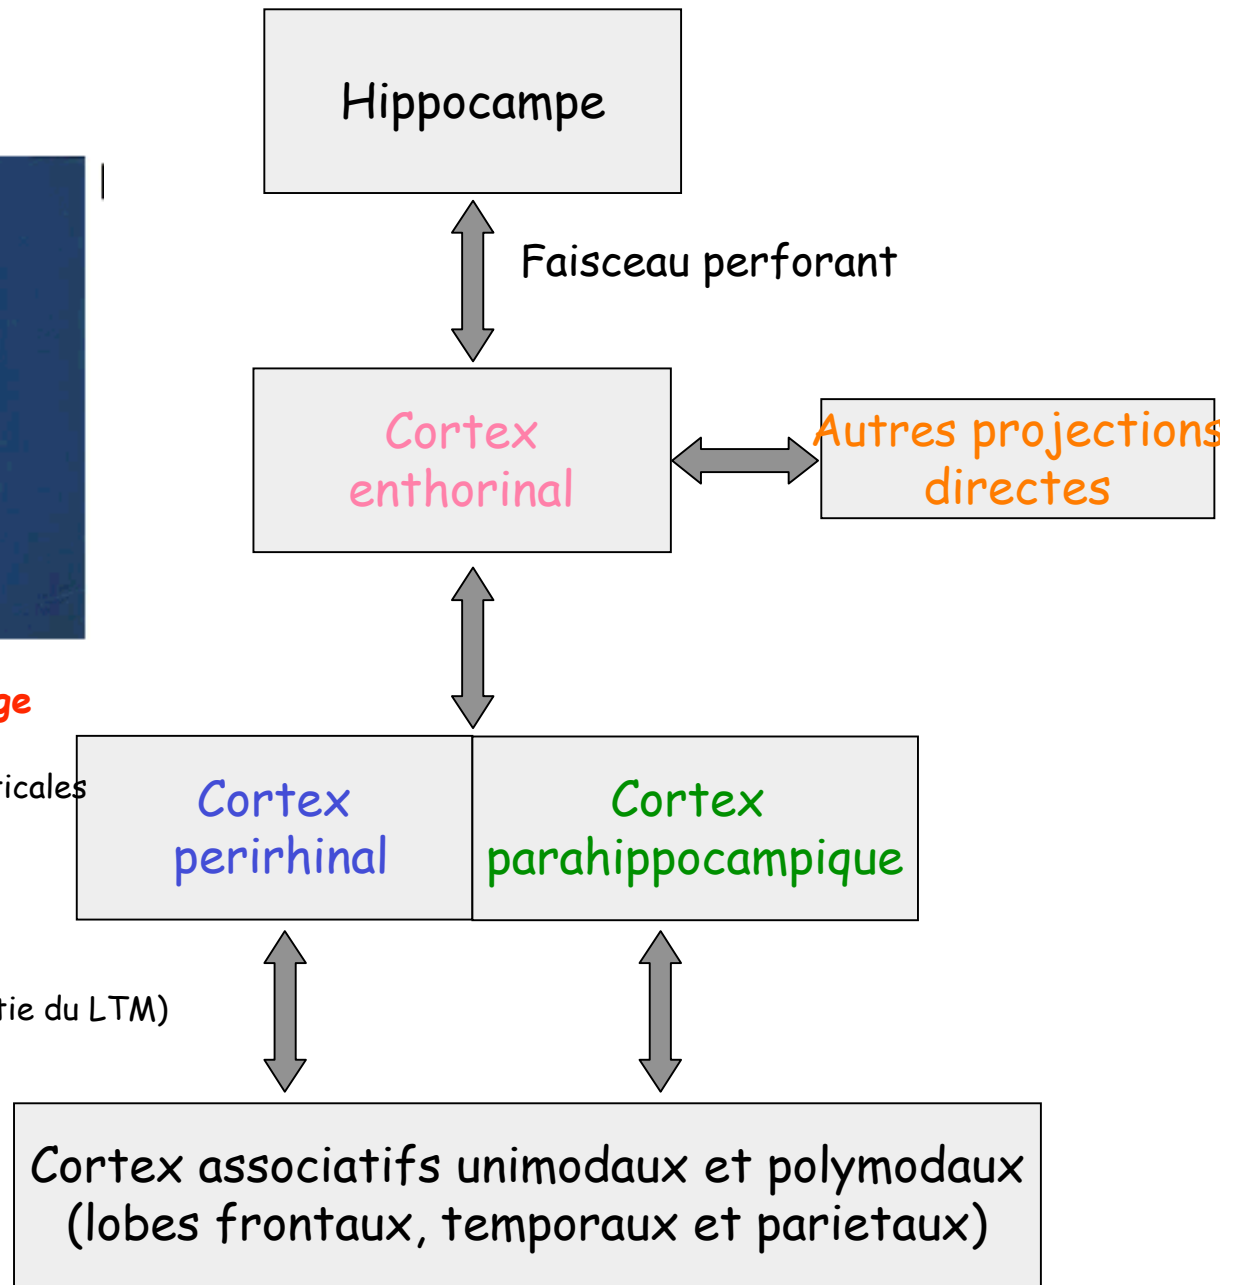 Hippocampe
Faisceau perforant
Cortex
enthorinal
Autres projections
directes
ge
ticales
Cortex
perirhinal
Cortex
parahippocampique
tie du LTM)
Cortex associatifs unimodaux et polymodaux
(lobes frontaux, temporaux et parietaux)